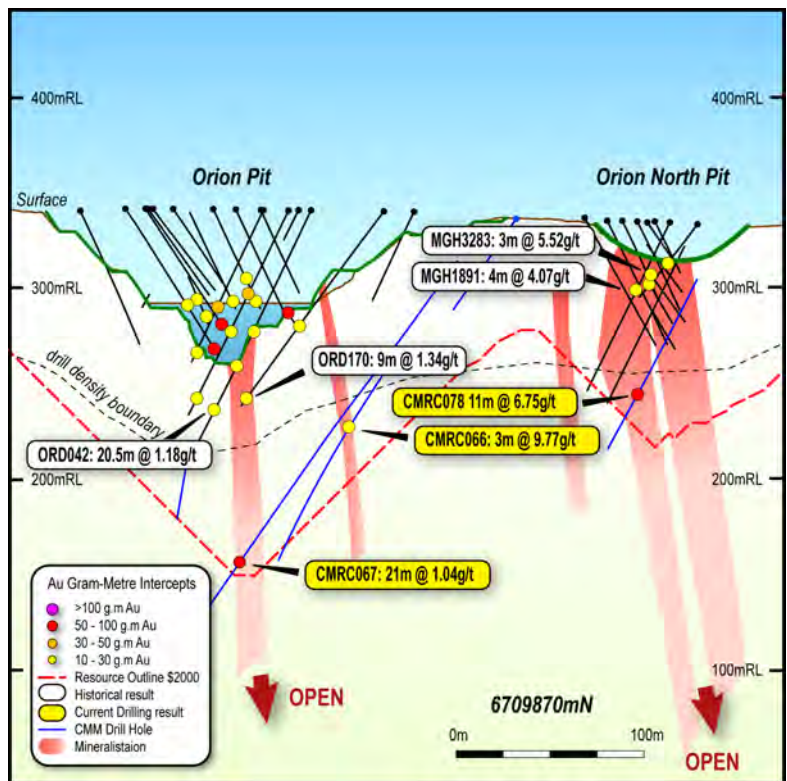 400mRL
400mRL
Orion Pit
Orion North Pit
Surface
MGH3283: 3m @ 5.52g/t
MGH1891: 4m @ 4.07g/t
300mRL
300mRL
drill density boundary
ORD170: 9m @ 1.34g/t
CMRC078 11m @ 6.75g/t
CMRC066: 3m @ 9.77g/t
ORD042: 20.5m @ 1.18g/t
200mRL
200mRL
CMRC067: 21m @ 1.04g/t
Au Gram-Metre Intercepts
>100 g.m Au
50 - 100 g.m Au
30 - 50 g.m Au
10 - 30 g.m Au
Resource Outline $2000
Historical result
Current Drilling result
CMM Drill Hole
Mineralistaion
100mRL
OPEN
6709870mN
0m
100m
OPEN